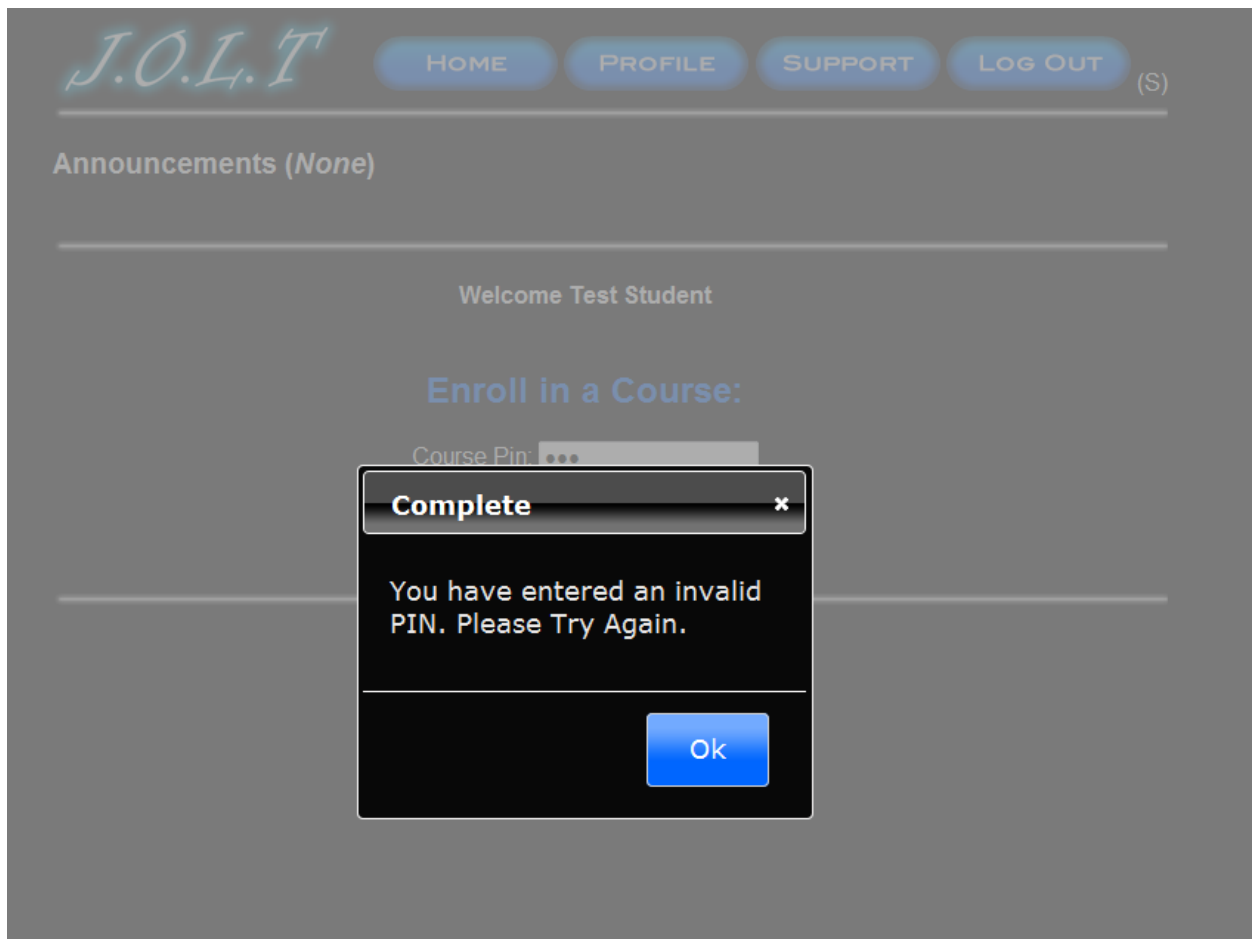 J.O.L.T
HOME PROFILE SUPPORT LOG OUT (S)
Announcements (None)
Welcome Test Student
Enroll in a Course:
Course Pin: •••
Complete
You have entered an invalid
PIN. Please Try Again.
Ok